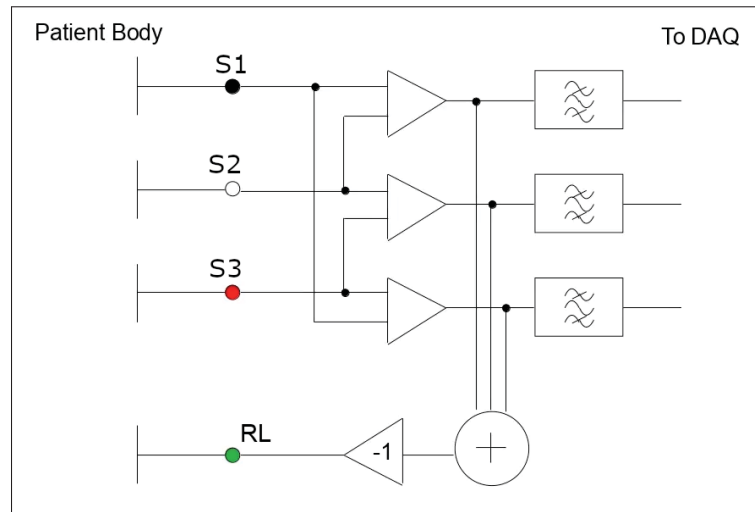 Patient Body
To DAQ
S1
S2
S3
RL
-1
+